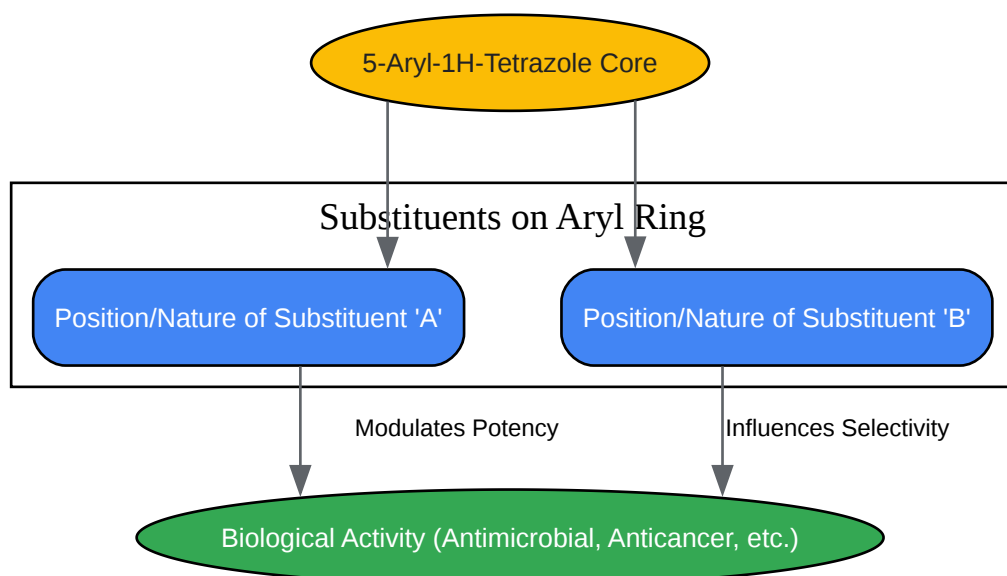 5-Aryl-1H-Tetrazole Core
Substituents on Aryl Ring
Position/Nature of Substituent 'A'
Position/Nature of Substituent 'B'
Modulates Potency
Influences Selectivity
Biological Activity (Antimicrobial, Anticancer, etc.)